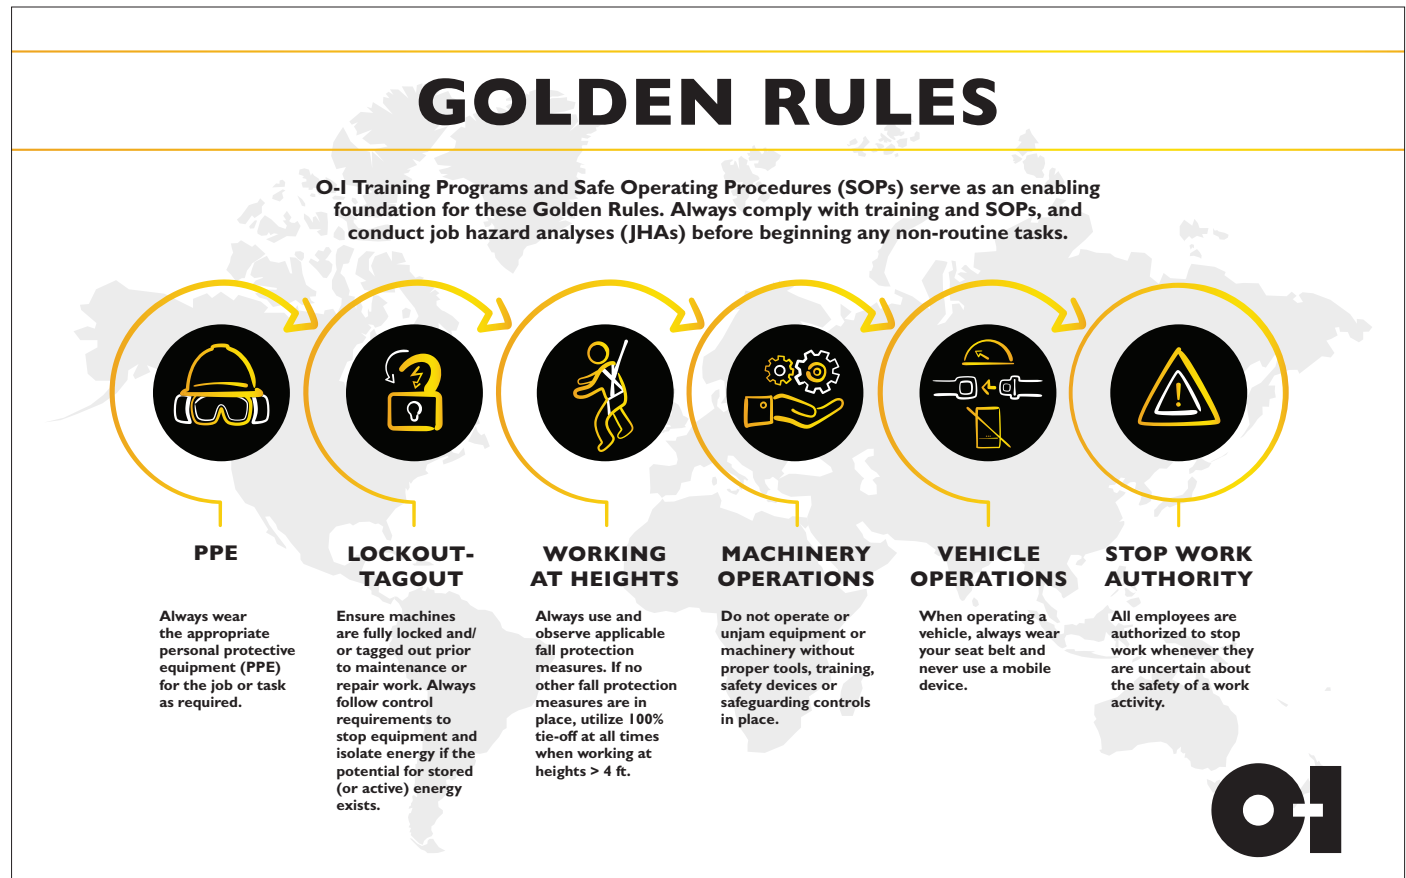 GOLDEN RULES
O-I Training Programs and Safe Operating Procedures (SOPs) serve as an enabling
foundation for these Golden Rules. Always comply with training and SOPs, and
conduct job hazard analyses (JHAs) before beginning any non-routine tasks.
PPE
Always wear
the appropriate
personal protective
equipment (PPE)
for the job or task
as required.
LOCKOUT-
TAGOUT
Ensure machines
are fully locked and/
or tagged out prior
to maintenance or
repair work. Always
follow control
requirements to
stop equipment and
isolate energy if the
potential for stored
(or active) energy
exists.
WORKING
AT HEIGHTS
Always use and
observe applicable
fall protection
measures. If no
other fall protection
measures are in
place, utilize 100%
tie-off at all times
when working at
heights > 4 ft.
MACHINERY
OPERATIONS
Do not operate or
unjam equipment or
machinery without
proper tools, training,
safety devices or
safeguarding controls
in place.
VEHICLE
OPERATIONS
When operating a
vehicle, always wear
your seat belt and
never use a mobile
device.
STOP WORK
AUTHORITY
All employees are
authorized to stop
work whenever they
are uncertain about
the safety of a work
activity.
O-I